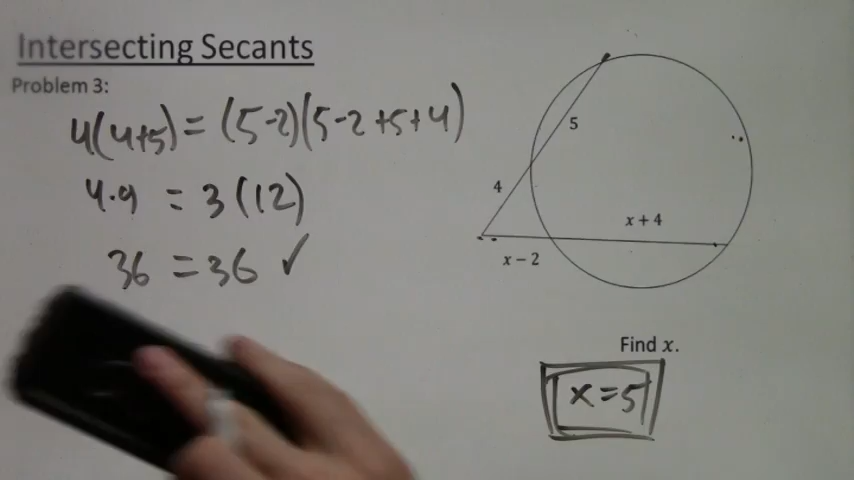 Intersecting Secants
Problem 3:
4(4+5) = (5-2)(5-2+5+4)
4·9 = 3(12)
36 = 36 ✓
5
4
x + 4
x − 2
Find x.
x = 5